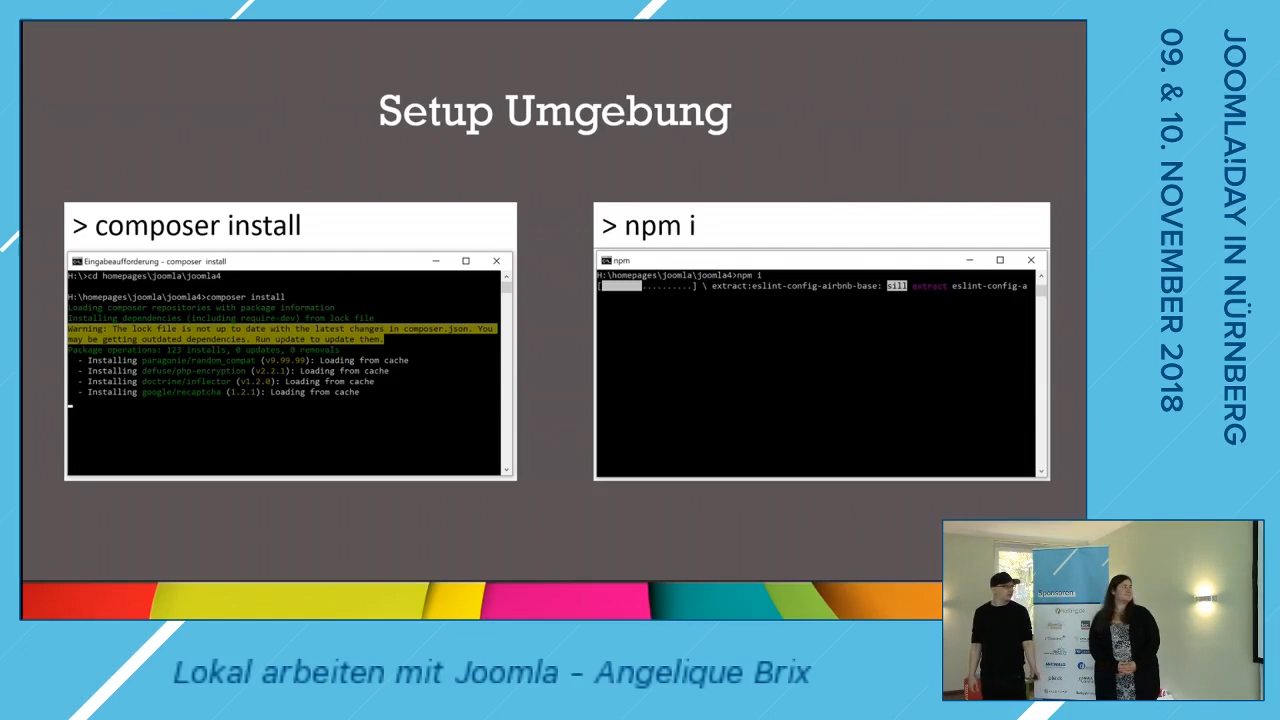 Setup Umgebung
> composer install
Eingabeaufforderung - composer install
H:\>cd homepages\joomla\joomla4
H:\homepages\joomla\joomla4>composer install
Loading composer repositories with package information
Installing dependencies (including require-dev) from lock file
Warning: The lock file is not up to date with the latest changes in composer.json. You
may be getting outdated dependencies. Run update to update them.
Package operations: 123 installs, 0 updates, 0 removals
- Installing paragonie/random_compat (v9.99.99): Loading from cache
- Installing defuse/php-encryption (v2.2.1): Loading from cache
- Installing doctrine/inflector (v1.2.0): Loading from cache
- Installing google/recaptcha (1.2.1): Loading from cache
> npm i
npm
H:\homepages\joomla\joomla4>npm i
[ ..........] \ extract:eslint-config-airbnb-base: sill extract eslint-config-a
JOOMLA!DAY IN NÜRNBERG
09. & 10. NOVEMBER 2018
Sponsoren
Lokal arbeiten mit Joomla - Angelique Brix